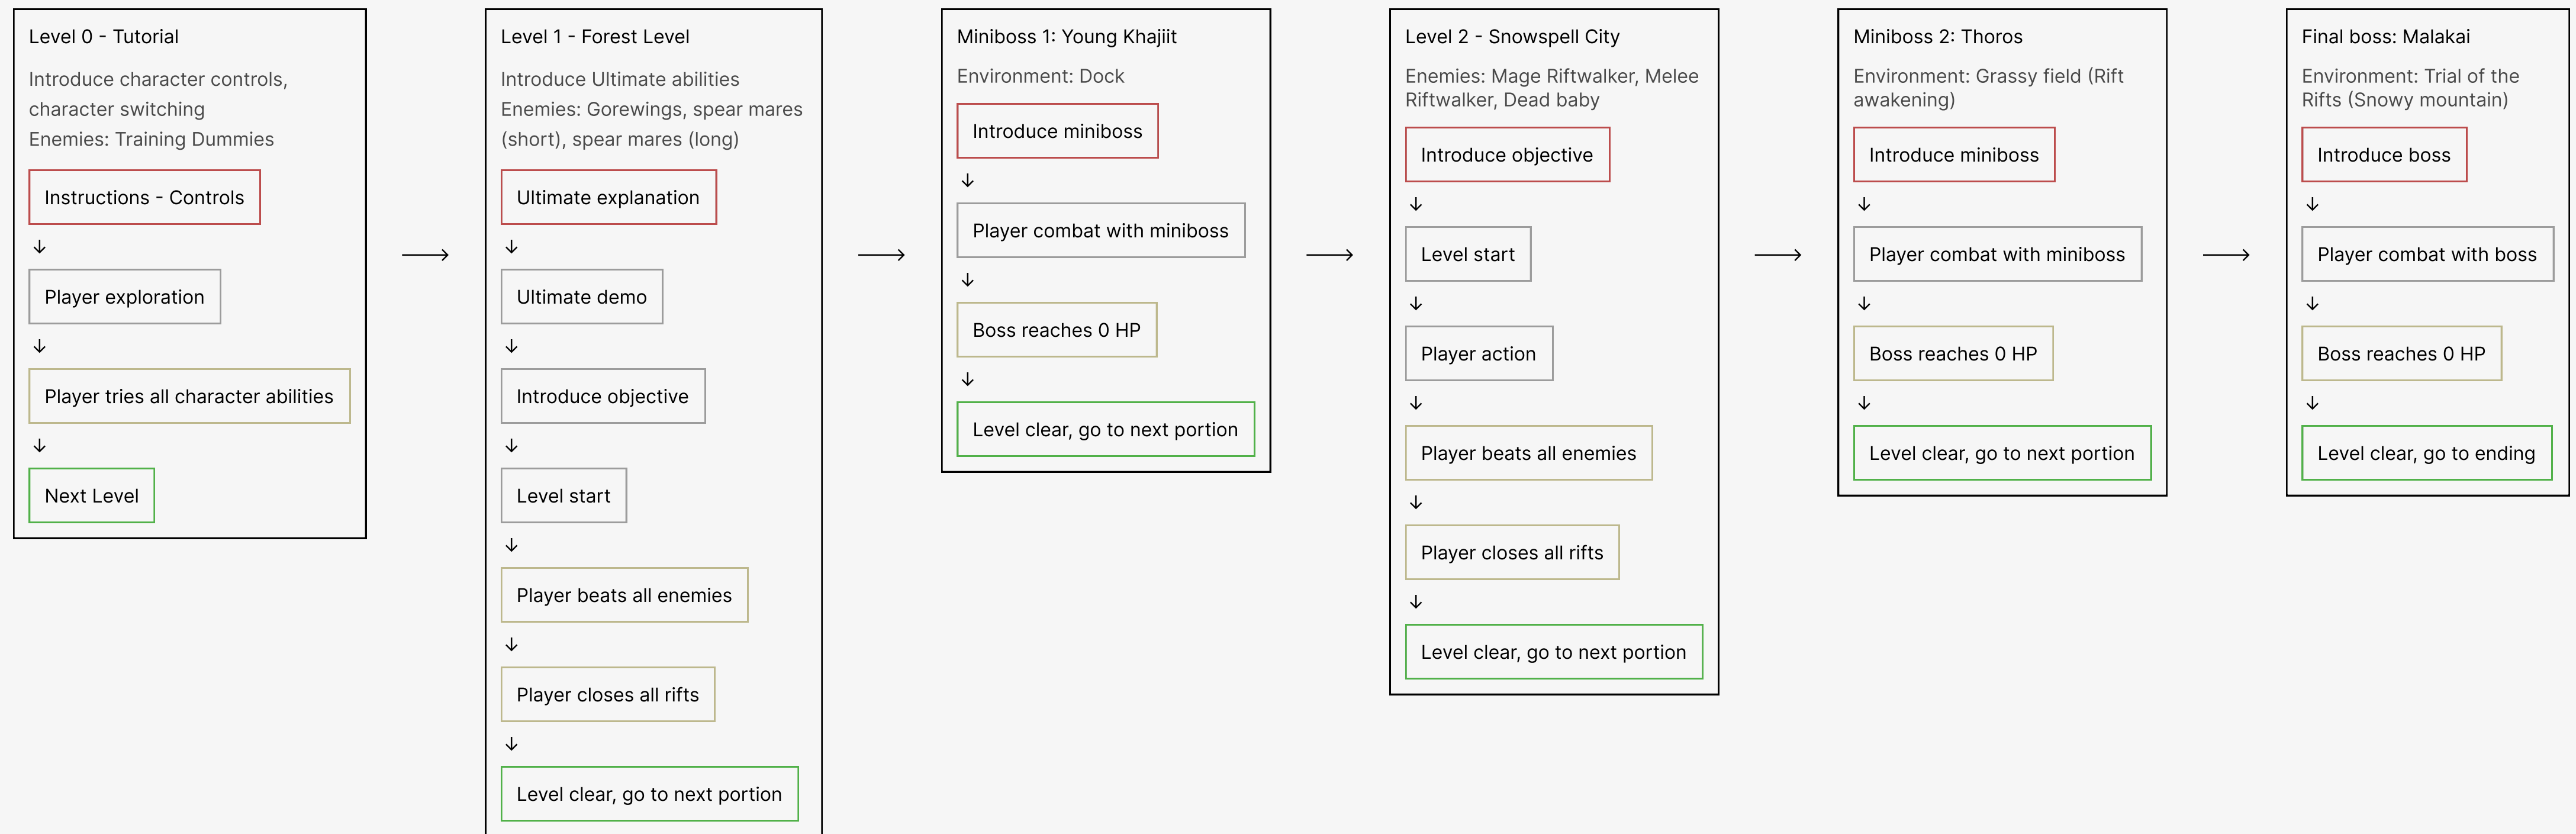 Level 0 - Tutorial
Introduce character controls,
character switching
Enemies: Training Dummies
Instructions - Controls
Player exploration
Player tries all character abilities
Next Level
Level 1 - Forest Level
Introduce Ultimate abilities
Enemies: Gorewings, spear mares
(short), spear mares (long)
Ultimate explanation
Ultimate demo
Introduce objective
Level start
Player beats all enemies
Player closes all rifts
Level clear, go to next portion
Miniboss 1: Young Khajiit
Environment: Dock
Introduce miniboss
Player combat with miniboss
Boss reaches 0 HP
Level clear, go to next portion
Level 2 - Snowspell City
Enemies: Mage Riftwalker, Melee
Riftwalker, Dead baby
Introduce objective
Level start
Player action
Player beats all enemies
Player closes all rifts
Level clear, go to next portion
Miniboss 2: Thoros
Environment: Grassy field (Rift
awakening)
Introduce miniboss
Player combat with miniboss
Boss reaches 0 HP
Level clear, go to next portion
Final boss: Malakai
Environment: Trial of the
Rifts (Snowy mountain)
Introduce boss
Player combat with boss
Boss reaches 0 HP
Level clear, go to ending